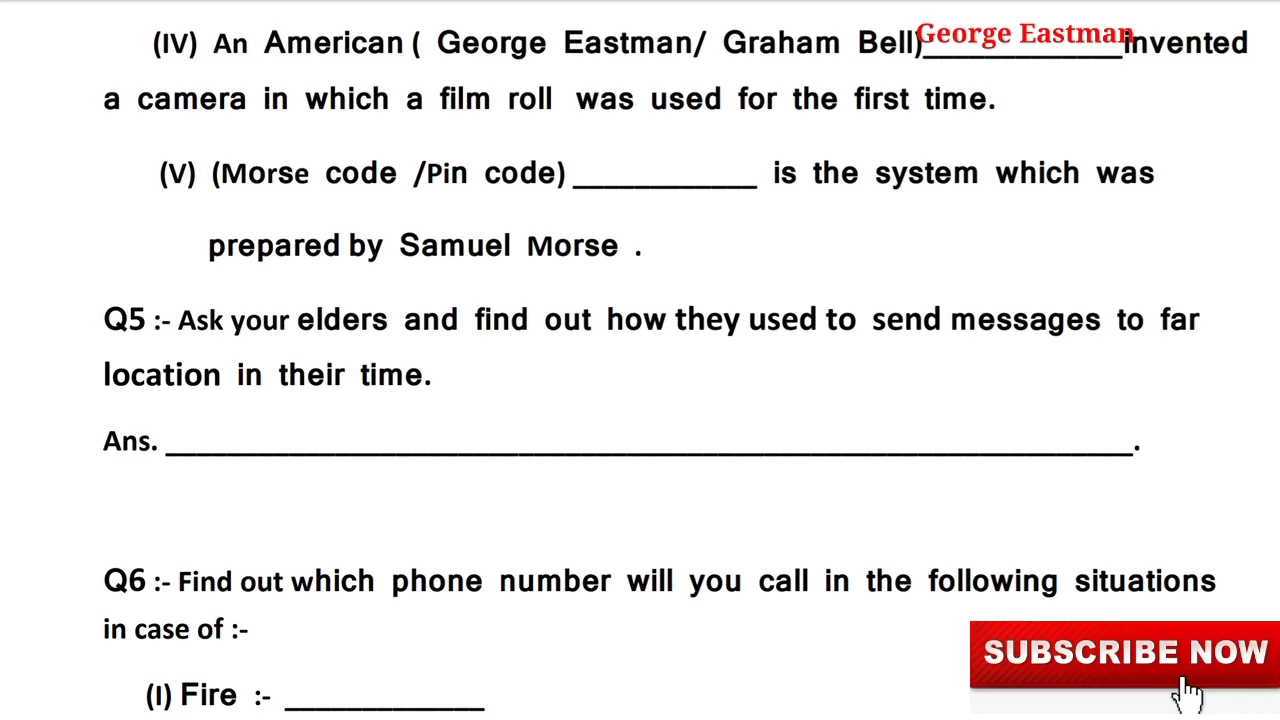 (IV) An American ( George Eastman/ Graham Bell)George Eastman invented
a camera in which a film roll was used for the first time.
(V) (Morse code /Pin code) ____________ is the system which was
prepared by Samuel Morse .
Q5 :- Ask your elders and find out how they used to send messages to far
location in their time.
Ans. ________________________________________________________________.
Q6 :- Find out which phone number will you call in the following situations
in case of :-
SUBSCRIBE NOW
(I) Fire :- _____________